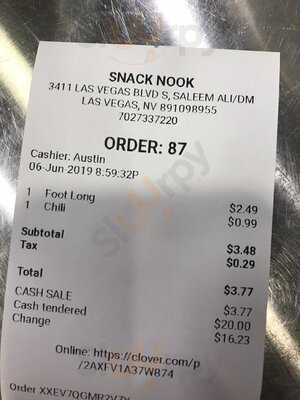 SNACK NOOK
3411 LAS VEGAS BLVD S, SALEEM ALI/DM
LAS VEGAS, NV 891098955
7027337220
ORDER: 87
Cashier: Austin
06-Jun-2019 8:59:32P
1 Foot Long $2.49
1 Chili $0.99
Subtotal $3.48
Tax $0.29
Total $3.77
CASH SALE $3.77
Cash tendered $20.00
Change $16.23
Online: https://clover.com/p
/2AXFV1A37W874
Order
sluurpy